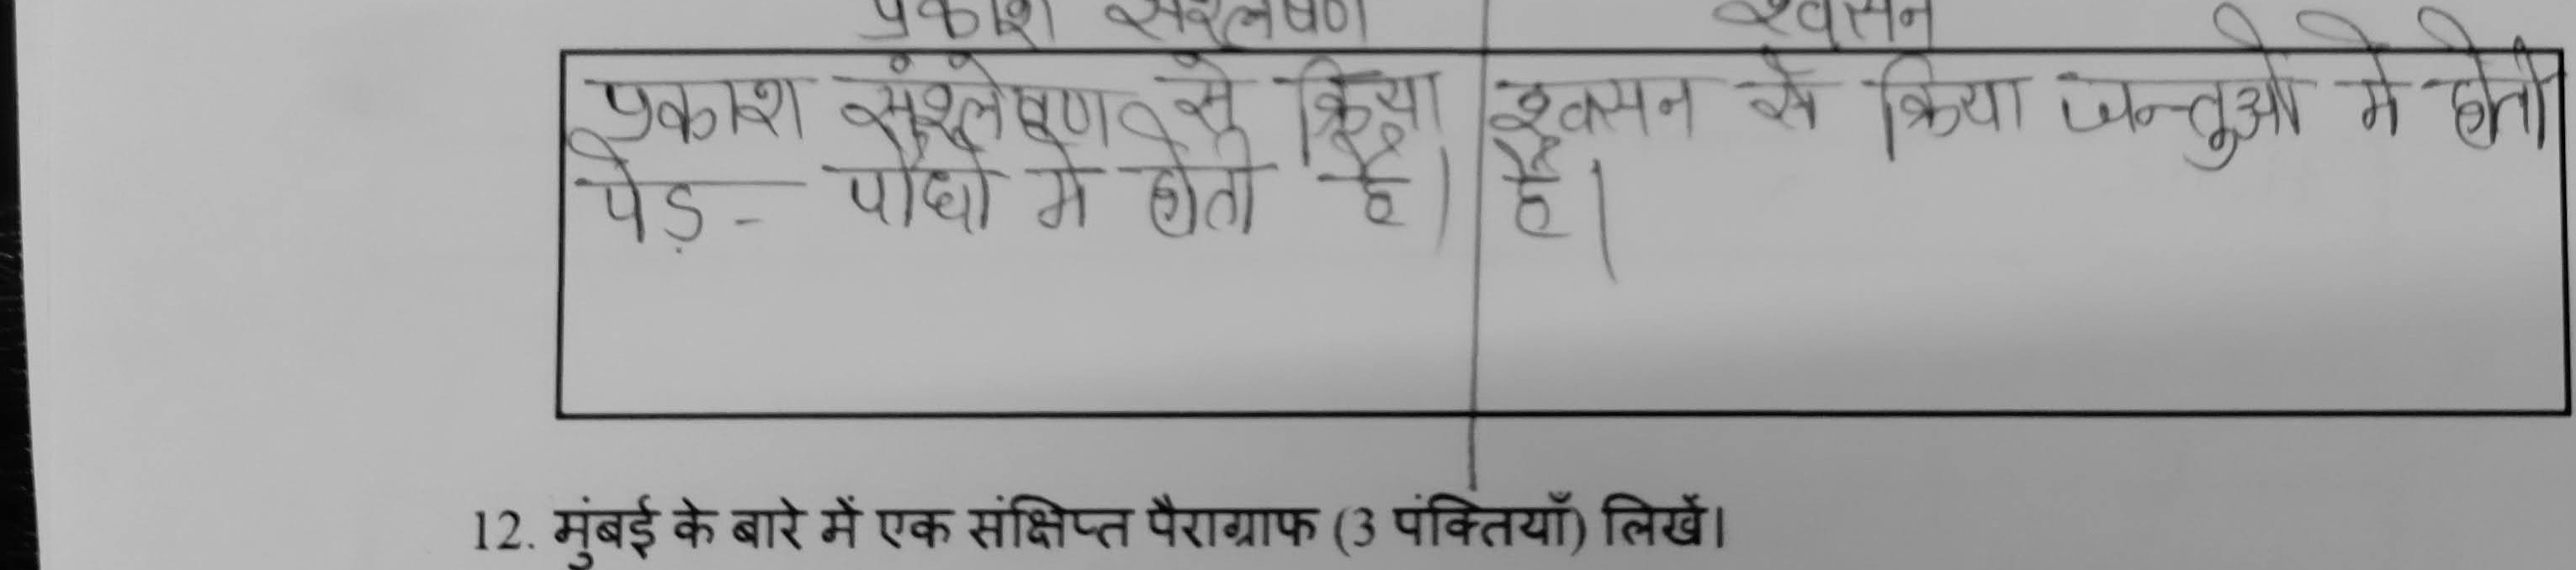 प्रकाश संश्लेषण
श्वसन
प्रकाश संश्लेषण से क्रिया
पेड़ - पौधो मे होती है।
श्वसन से क्रिया जन्तुओं मे होती
है।
12. मुंबई के बारे में एक संक्षिप्त पैराग्राफ (3 पंक्तियाँ) लिखें।